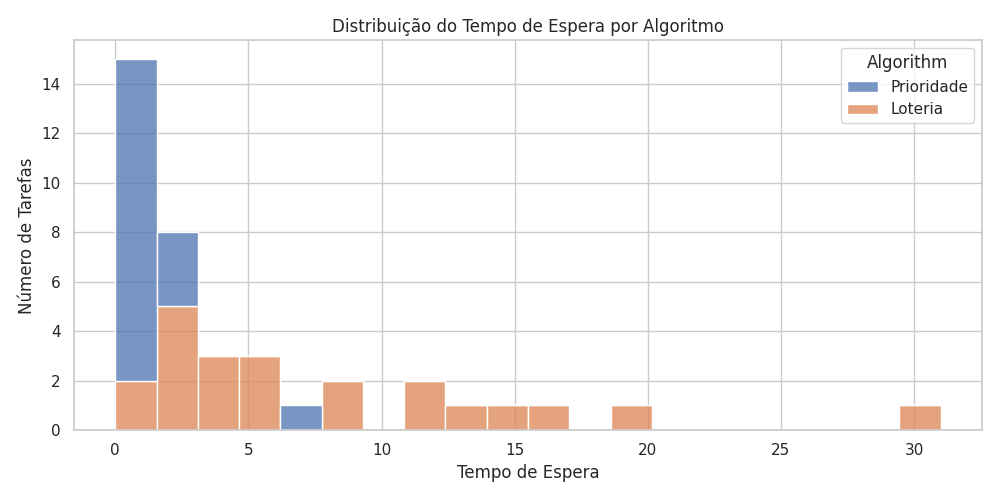 Distribuição do Tempo de Espera por Algoritmo
Algorithm
Prioridade
Loteria
Número de Tarefas
14
12
10
8
6
4
2
0
0 5 10 15 20 25 30
Tempo de Espera